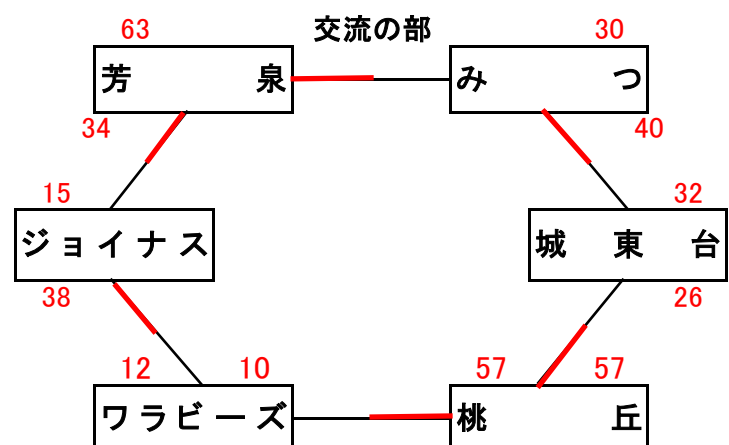 交流の部
63 30
芳泉 みつ
34 40
15 32
ジョイナス 城東台
38 26
12 10 57 57
ワラビーズ 桃丘